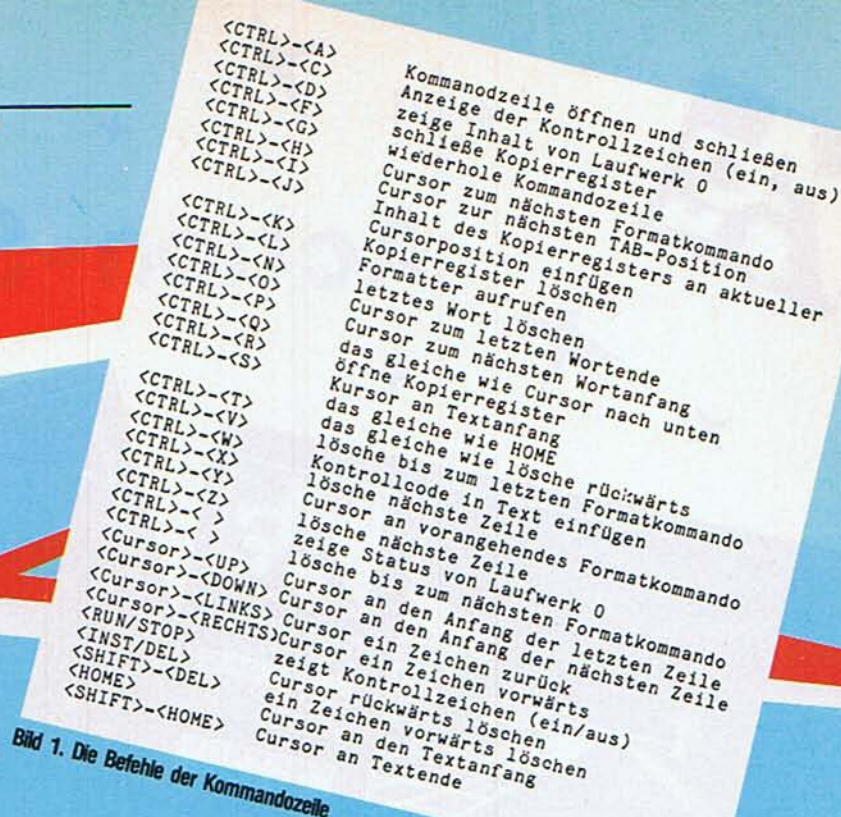 <CTRL>-<A> Kommanodzeile öffnen und schließen
<CTRL>-<C> Anzeige der Kontrollzeichen (ein, aus)
<CTRL>-<D> zeige Inhalt von Laufwerk 0
<CTRL>-<F> schließe Kopierregister
<CTRL>-<G> wiederhole Kommandozeile
<CTRL>-<H> Cursor zum nächsten Formatkommando
<CTRL>-<I> Cursor zur nächsten TAB-Position
<CTRL>-<J> Inhalt des Kopierregisters an aktueller
Cursorposition einfügen
<CTRL>-<K> Kopierregister löschen
<CTRL>-<L> Formatter aufrufen
<CTRL>-<N> letztes Wort löschen
<CTRL>-<O> Cursor zum letzten Wortende
<CTRL>-<P> Cursor zum nächsten Wortanfang
<CTRL>-<Q> das gleiche wie Cursor nach unten
<CTRL>-<R> öffne Kopierregister
<CTRL>-<S> Kursor an Textanfang
das gleiche wie HOME
<CTRL>-<T> das gleiche wie lösche rückwärts
<CTRL>-<V> lösche bis zum letzten Formatkommando
<CTRL>-<W> Kontrollcode in Text einfügen
<CTRL>-<X> lösche nächste Zeile
<CTRL>-<Y> Cursor an vorangehendes Formatkommando
<CTRL>-<Z> lösche nächste Zeile
<CTRL>-< > zeige Status von Laufwerk 0
<CTRL>-< > lösche bis zum nächsten Formatkommando
<Cursor>-<UP> Cursor an den Anfang der letzten Zeile
<Cursor>-<DOWN> Cursor an den Anfang der nächsten Zeile
<Cursor>-<LINKS> Cursor ein Zeichen zurück
<Cursor>-<RECHTS>Cursor ein Zeichen vorwärts
<RUN/STOP> zeigt Kontrollzeichen (ein/aus)
<INST/DEL> Cursor rückwärts löschen
<SHIFT>-<DEL> ein Zeichen vorwärts löschen
<HOME> Cursor an den Textanfang
<SHIFT>-<HOME> Cursor an Textende
Bild 1. Die Befehle der Kommandozeile